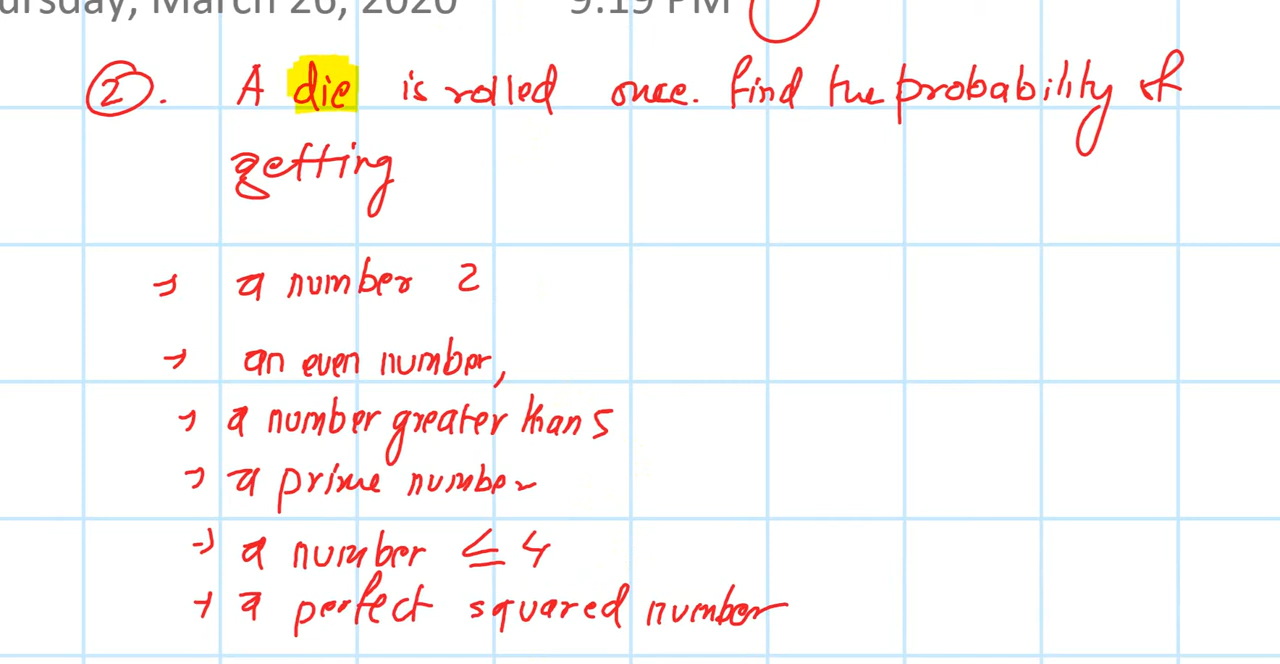 ursday, March 26, 2020 9:19 PM
②. A die is rolled once. find the probability of
getting
→ a number 2
→ an even number,
→ a number greater than 5
→ a prime number
→ a number ≤ 4
→ a perfect squared number